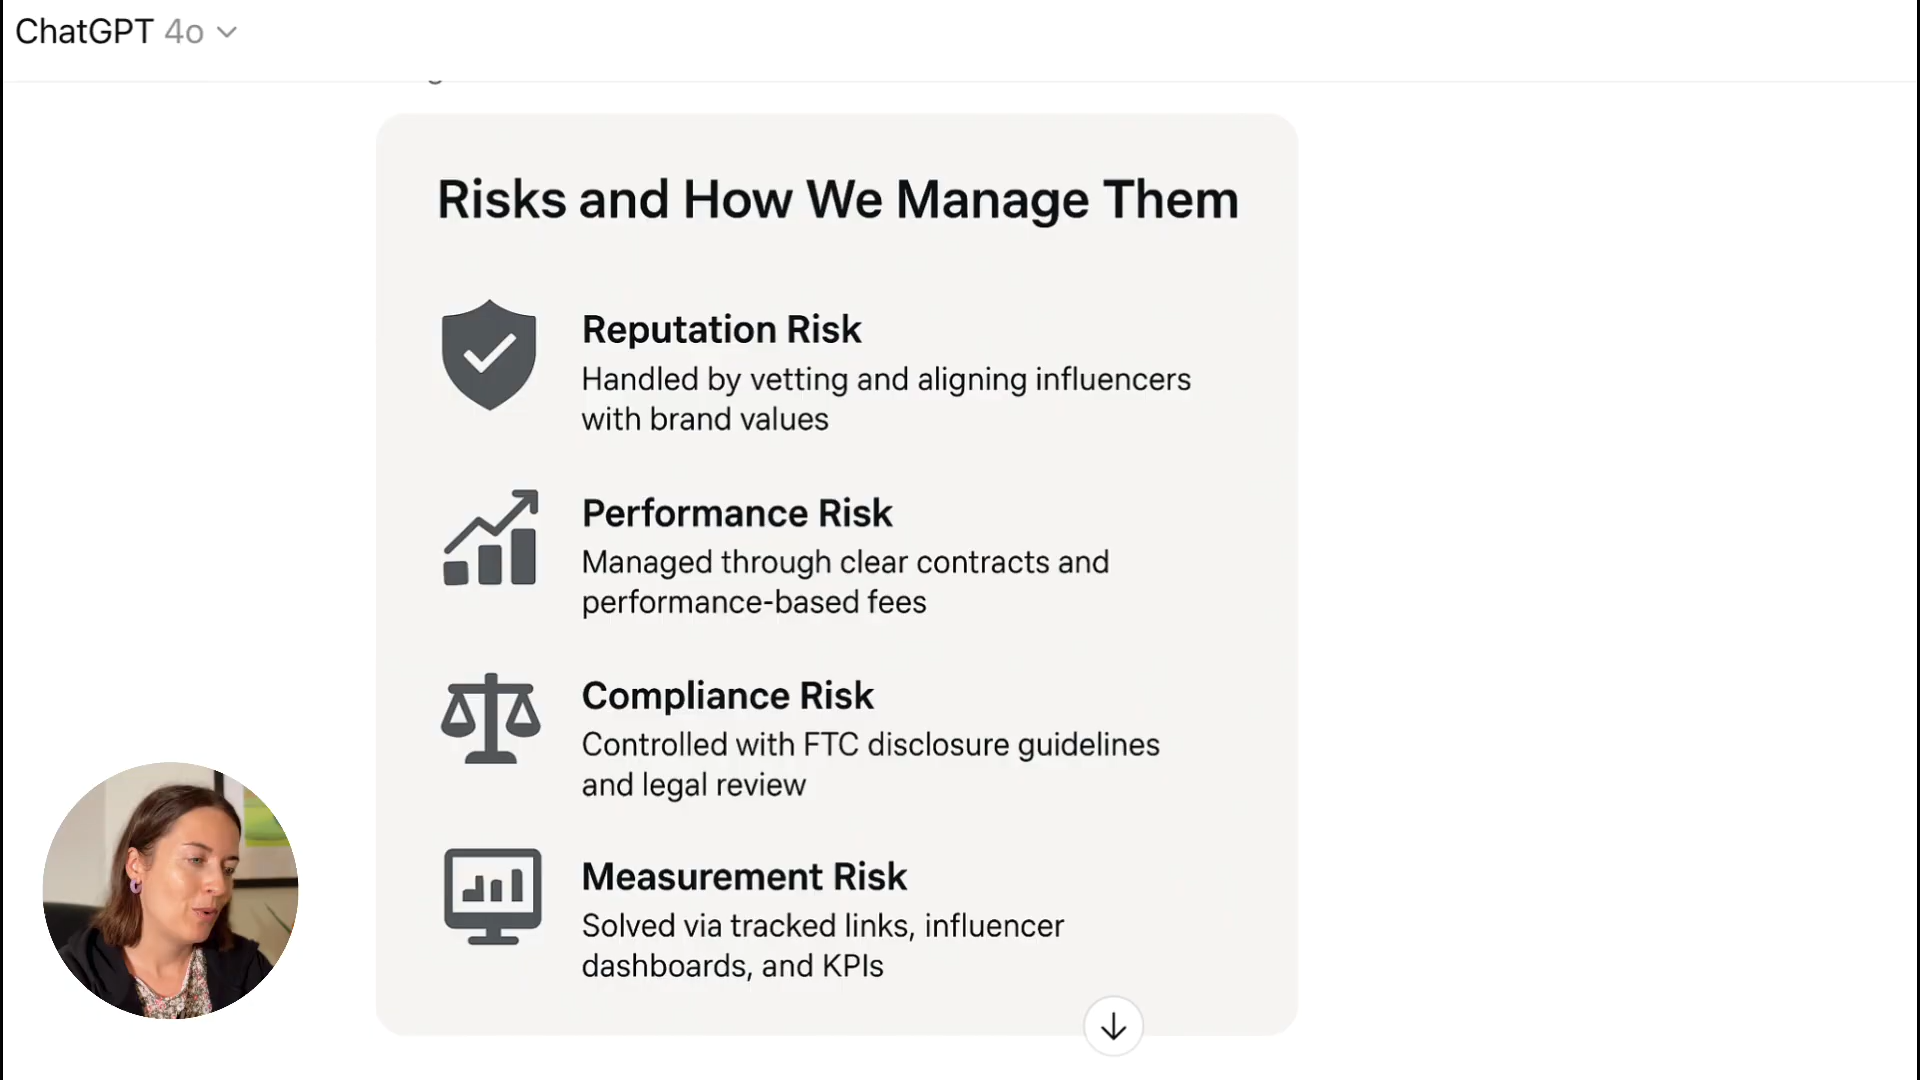 ChatGPT 4o
Risks and How We Manage Them
Reputation Risk
Handled by vetting and aligning influencers
with brand values
Performance Risk
Managed through clear contracts and
performance-based fees
Compliance Risk
Controlled with FTC disclosure guidelines
and legal review
Measurement Risk
Solved via tracked links, influencer
dashboards, and KPIs